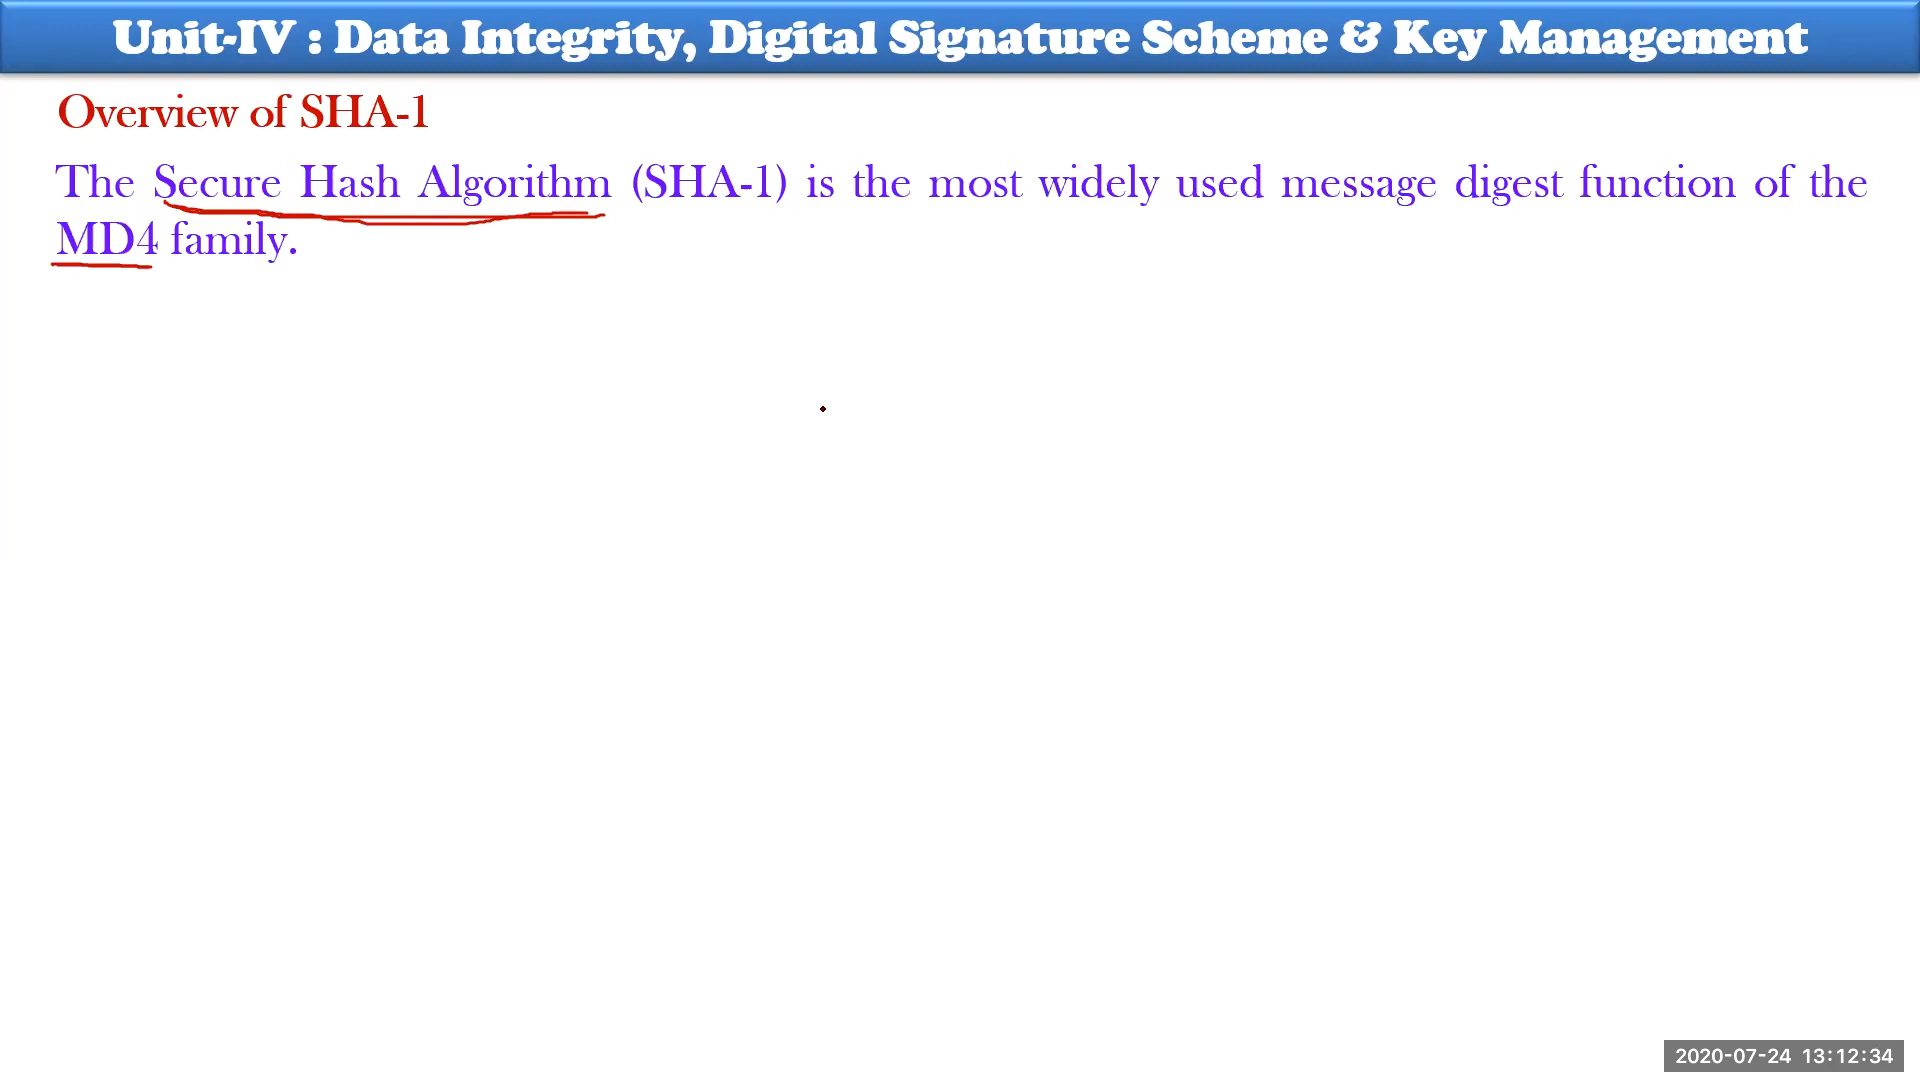 Unit-IV : Data Integrity, Digital Signature Scheme & Key Management
Overview of SHA-1
The Secure Hash Algorithm (SHA-1) is the most widely used message digest function of the
MD4 family.
2020-07-24 13:12:34